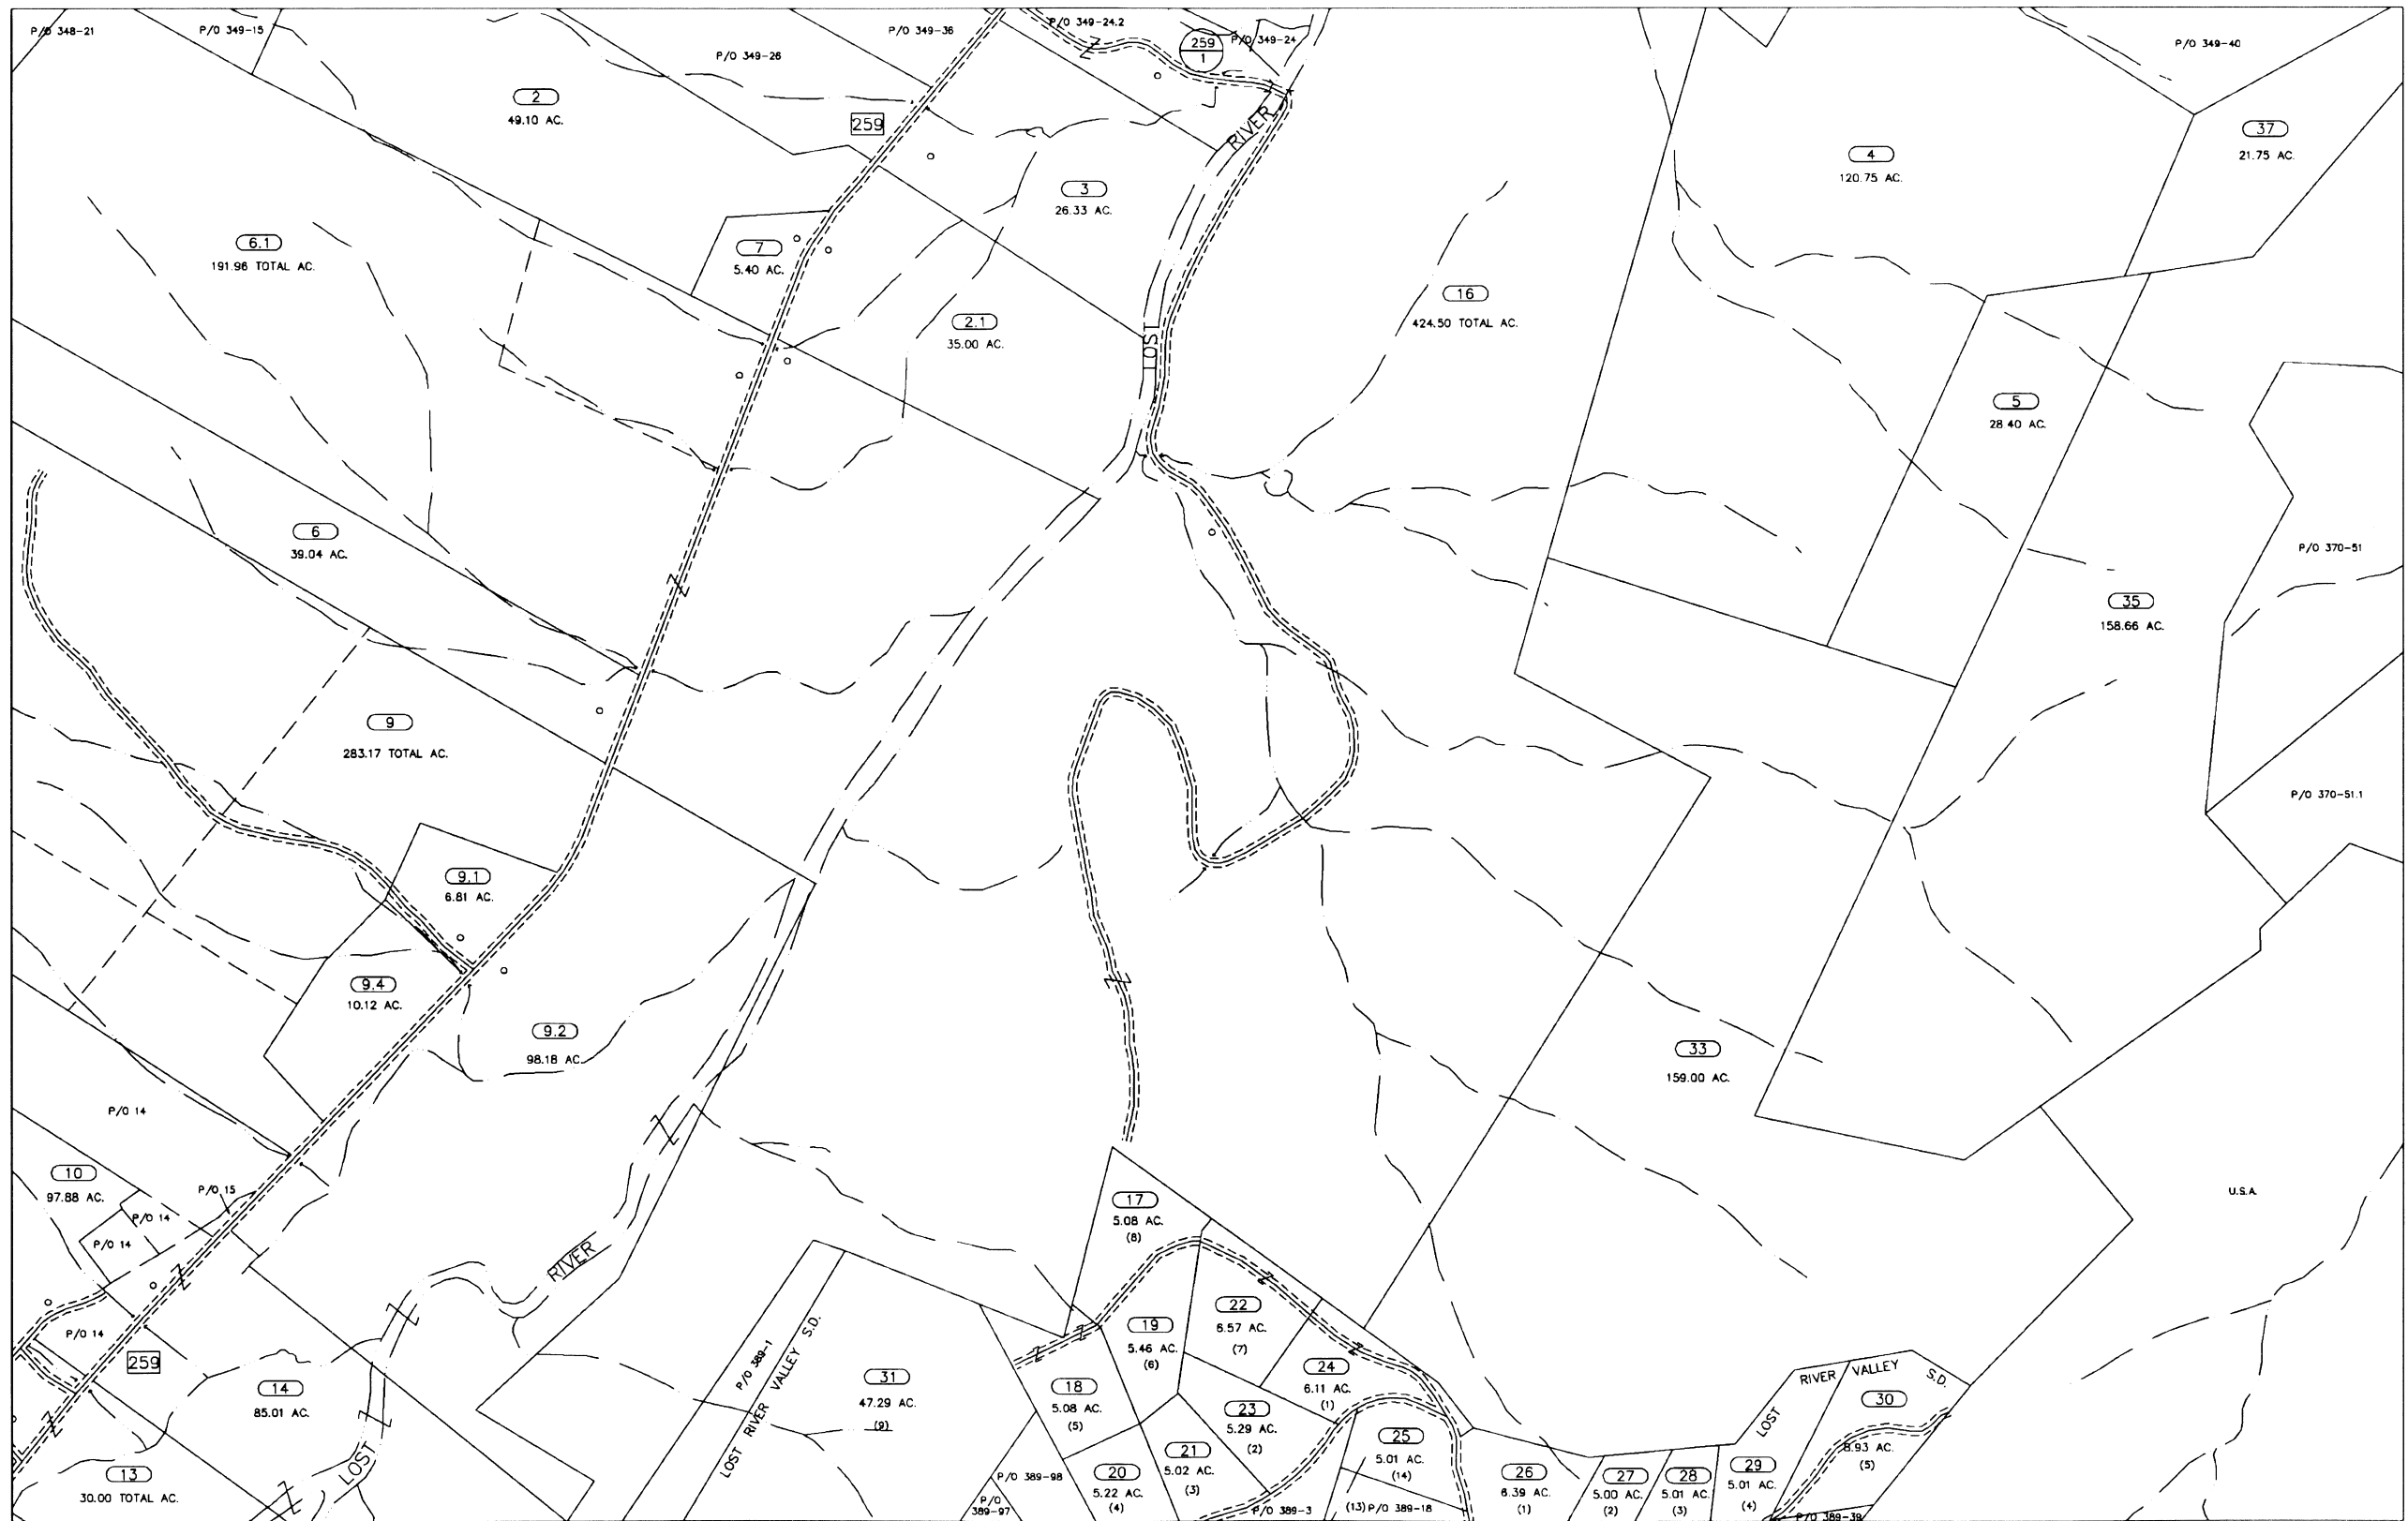 P/O 348-21
P/O 349-15
P/O 349-26
P/O 349-36
P/O 349-24.2
259
1
P/O 349-24
P/O 349-40
2
49.10 AC.
259
RIVER
3
26.33 AC.
4
120.75 AC.
37
21.75 AC.
6.1
191.96 TOTAL AC.
7
5.40 AC.
2.1
35.00 AC.
LOST
16
424.50 TOTAL AC.
5
28.40 AC.
6
39.04 AC.
P/O 370-51
35
158.66 AC.
9
283.17 TOTAL AC.
P/O 370-51.1
9.1
6.81 AC.
9.4
10.12 AC.
9.2
98.18 AC.
33
159.00 AC.
P/O 14
10
97.88 AC.
P/O 15
P/O 14
P/O 14
U.S.A.
17
5.08 AC.
(8)
RIVER
P/O 14
259
14
85.01 AC.
LOST
13
30.00 TOTAL AC.
P/O 389-1
LOST RIVER VALLEY S.D.
31
47.29 AC.
(9)
19
5.46 AC.
(6)
22
6.57 AC.
(7)
18
5.08 AC.
(5)
24
6.11 AC.
(1)
23
5.29 AC.
(2)
25
5.01 AC.
(14)
21
5.02 AC.
(3)
20
5.22 AC.
(4)
P/O 389-98
P/O
389-97
P/O 389-3
(13) P/O 389-18
26
6.39 AC.
(1)
27
5.00 AC.
(2)
28
5.01 AC.
(3)
29
5.01 AC.
(4)
LOST RIVER VALLEY S.D.
30
8.93 AC.
(5)
P/O 389-39